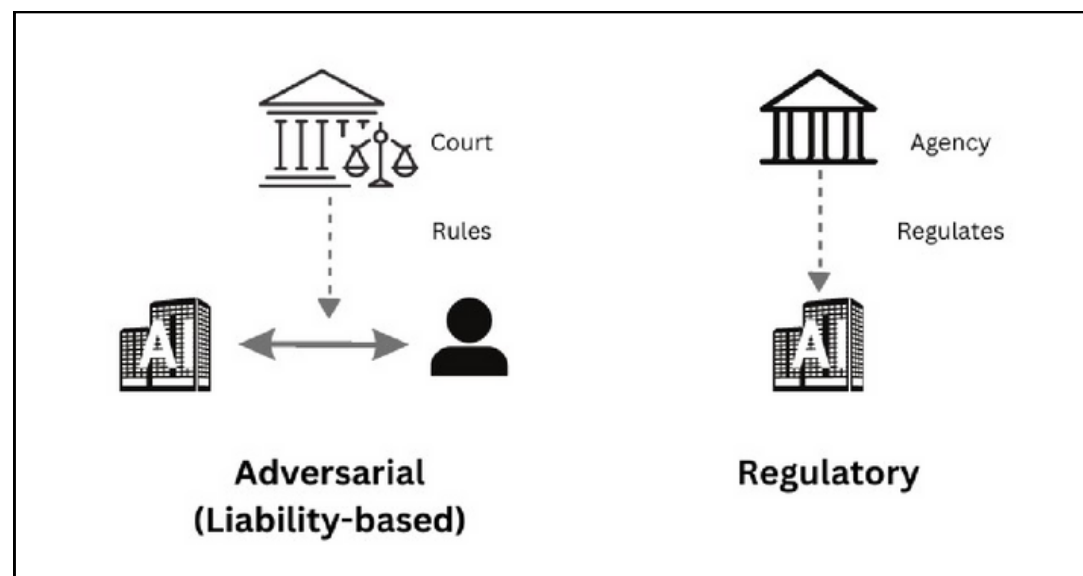 Court
Agency
Rules
Regulates
AI
AI
Adversarial
(Liability-based)
Regulatory